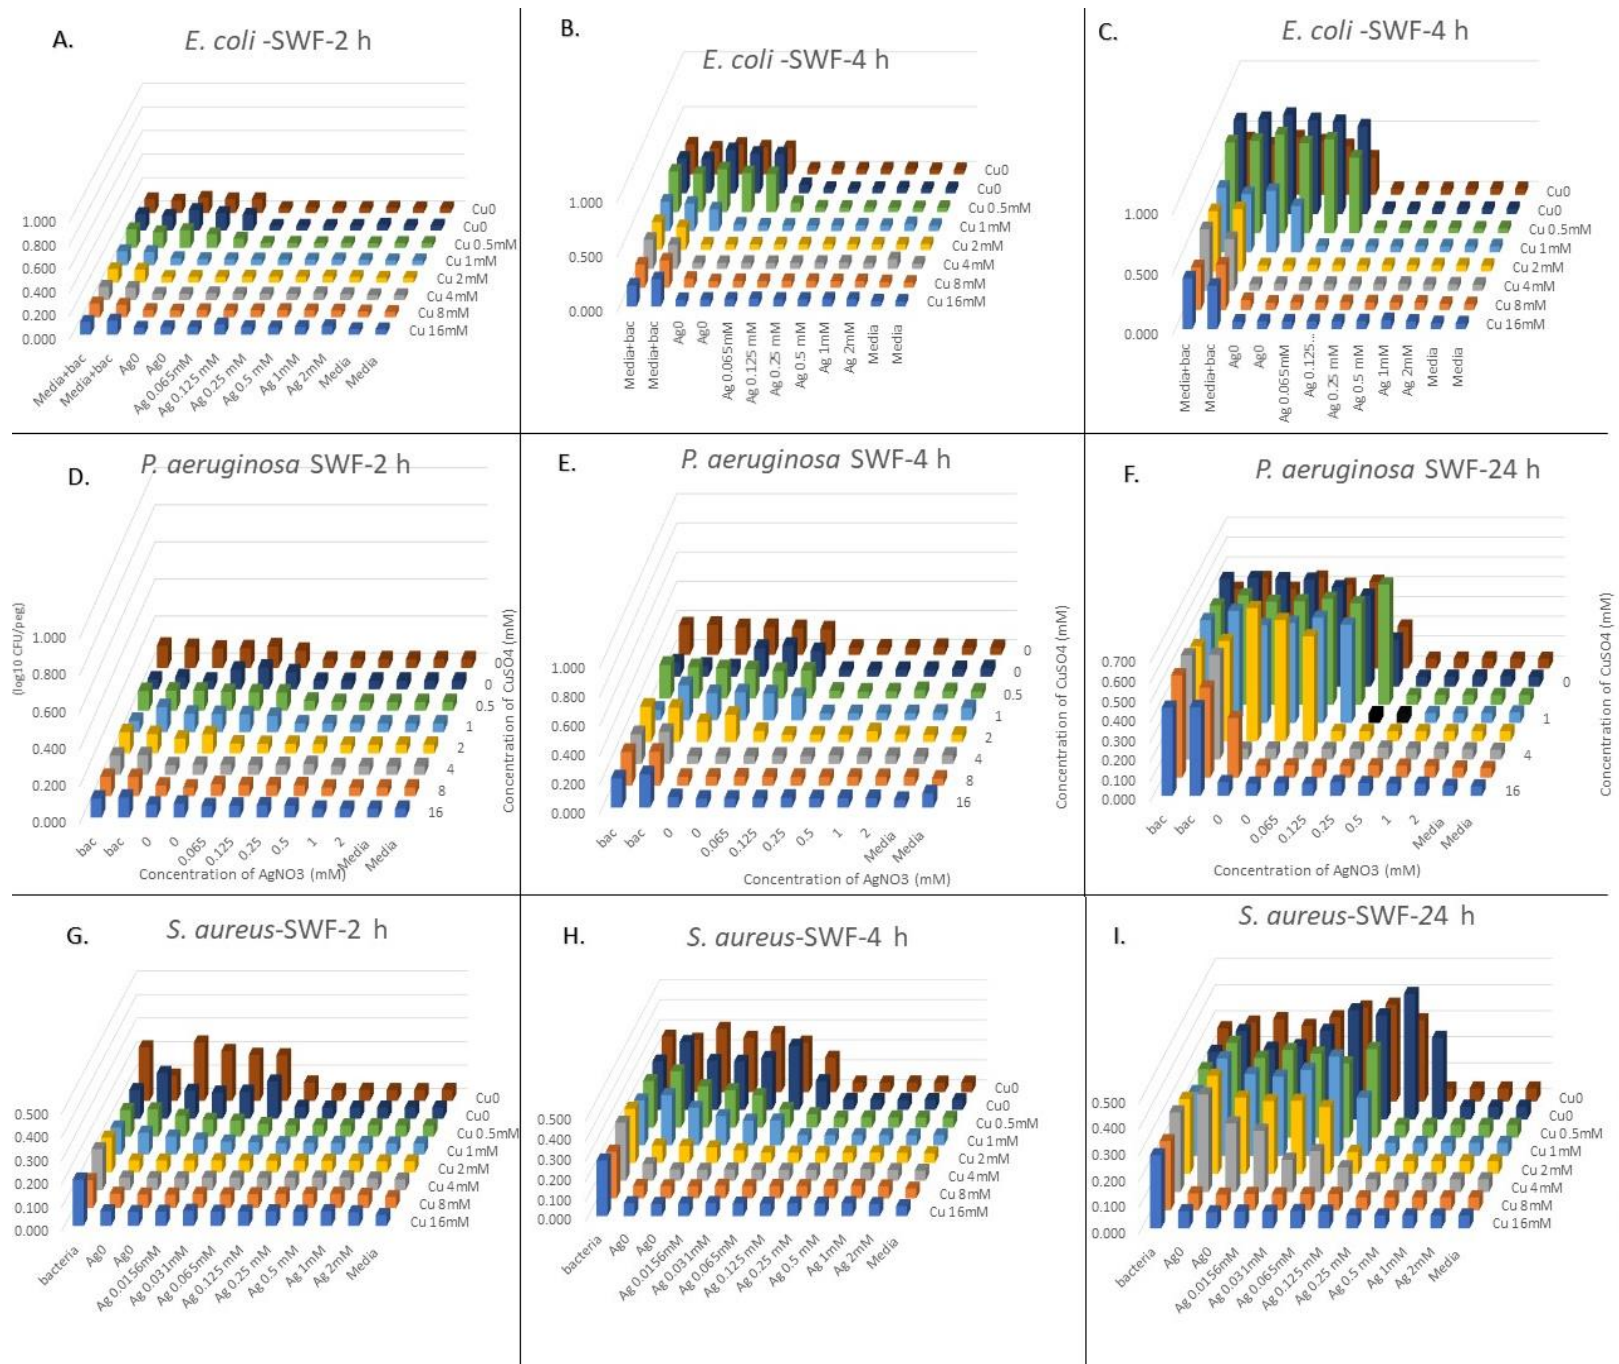 A.
E. coli -SWF-2 h
1.000
0.800
0.600
0.400
0.200
0.000
Cu0
Cu0
Cu 0.5mM
Cu 1mM
Cu 2mM
Cu 4mM
Cu 8mM
Cu 16mM
Media+bac
Media+bac
Ag0
Ag0
Ag 0.065mM
Ag 0.125 mM
Ag 0.25 mM
Ag 0.5 mM
Ag 1mM
Ag 2mM
Media
Media
B.
E. coli -SWF-4 h
1.000
0.500
0.000
Cu0
Cu0
Cu 0.5mM
Cu 1mM
Cu 2mM
Cu 4mM
Cu 8mM
Cu 16mM
Media+bac
Media+bac
Ag0
Ag0
Ag 0.065mM
Ag 0.125 mM
Ag 0.25 mM
Ag 0.5 mM
Ag 1mM
Ag 2mM
Media
Media
C.
E. coli -SWF-4 h
1.000
0.500
0.000
Cu0
Cu0
Cu 0.5mM
Cu 1mM
Cu 2mM
Cu 4mM
Cu 8mM
Cu 16mM
Media+bac
Media+bac
Ag0
Ag0
Ag 0.065mM
Ag 0.125...
Ag 0.25 mM
Ag 0.5 mM
Ag 1mM
Ag 2mM
Media
Media
D.
P. aeruginosa SWF-2 h
(log10 CFU/peg)
1.000
0.800
0.600
0.400
0.200
0.000
0
0
0.5
1
2
4
8
16
Concentration of CuSO4 (mM)
bac
bac
0
0
0.065
0.125
0.25
0.5
1
2
Media
Media
Concentration of AgNO3 (mM)
E.
P. aeruginosa SWF-4 h
1.000
0.800
0.600
0.400
0.200
0.000
0
0
0.5
1
2
4
8
16
Concentration of CuSO4 (mM)
bac
bac
0
0
0.065
0.125
0.25
0.5
1
2
Media
Media
Concentration of AgNO3 (mM)
F.
P. aeruginosa SWF-24 h
0.700
0.600
0.500
0.400
0.300
0.200
0.100
0.000
0
1
4
16
Concentration of CuSO4 (mM)
bac
bac
0
0
0.065
0.125
0.25
0.5
1
2
Media
Media
Concentration of AgNO3 (mM)
G.
S. aureus-SWF-2 h
0.500
0.400
0.300
0.200
0.100
0.000
Cu0
Cu0
Cu 0.5mM
Cu 1mM
Cu 2mM
Cu 4mM
Cu 8mM
Cu 16mM
bacteria
Ag0
Ag0
Ag 0.0156mM
Ag 0.031mM
Ag 0.065mM
Ag 0.125 mM
Ag 0.25 mM
Ag 0.5 mM
Ag 1mM
Ag 2mM
Media
H.
S. aureus-SWF-4 h
0.500
0.400
0.300
0.200
0.100
0.000
Cu0
Cu0
Cu 0.5mM
Cu 1mM
Cu 2mM
Cu 4mM
Cu 8mM
Cu 16mM
bacteria
Ag0
Ag0
Ag 0.0156mM
Ag 0.031mM
Ag 0.065mM
Ag 0.125 mM
Ag 0.25 mM
Ag 0.5 mM
Ag 1mM
Ag 2mM
Media
I.
S. aureus-SWF-24 h
0.500
0.400
0.300
0.200
0.100
0.000
Cu0
Cu0
Cu 0.5mM
Cu 1mM
Cu 2mM
Cu 4mM
Cu 8mM
Cu 16mM
bacteria
Ag0
Ag0
Ag 0.0156mM
Ag 0.031mM
Ag 0.065mM
Ag 0.125 mM
Ag 0.25 mM
Ag 0.5 mM
Ag 1mM
Ag 2mM
Media